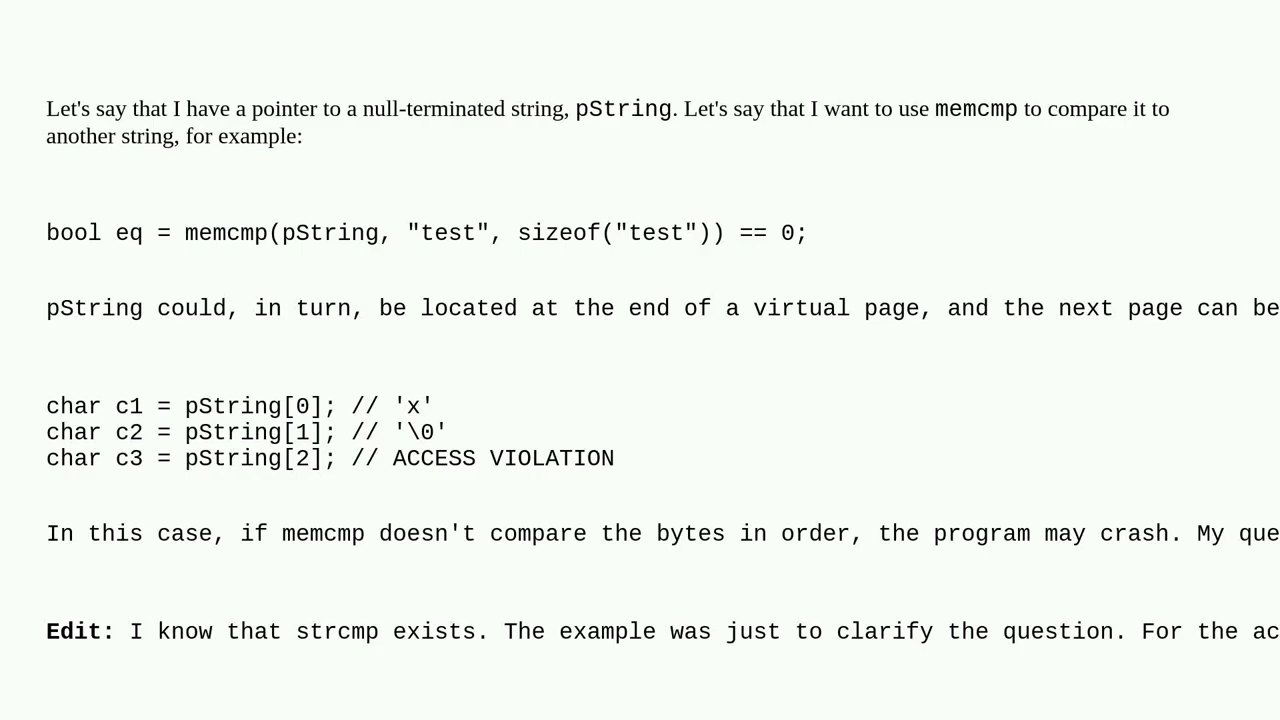 Let's say that I have a pointer to a null-terminated string, pString. Let's say that I want to use memcmp to compare it to
another string, for example:
bool eq = memcmp(pString, "test", sizeof("test")) == 0;
pString could, in turn, be located at the end of a virtual page, and the next page can be
char c1 = pString[0]; // 'x'
char c2 = pString[1]; // '\0'
char c3 = pString[2]; // ACCESS VIOLATION
In this case, if memcmp doesn't compare the bytes in order, the program may crash. My que
Edit: I know that strcmp exists. The example was just to clarify the question. For the ac